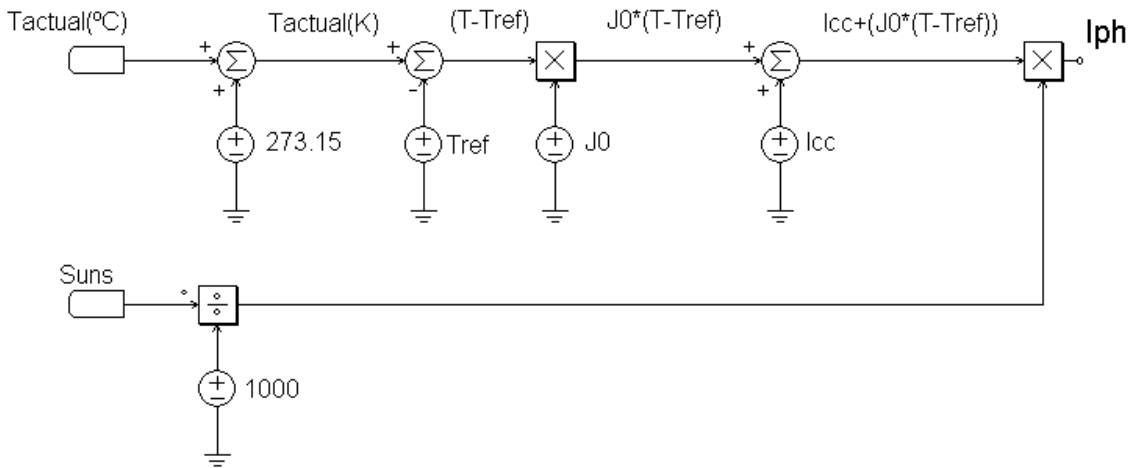 Tactual(ºC) Tactual(K) (T-Tref) J0*(T-Tref) Icc+(J0*(T-Tref)) Iph
+ Σ + Σ × + Σ ×
+ - +
273.15 Tref J0 Icc
Suns
÷
1000